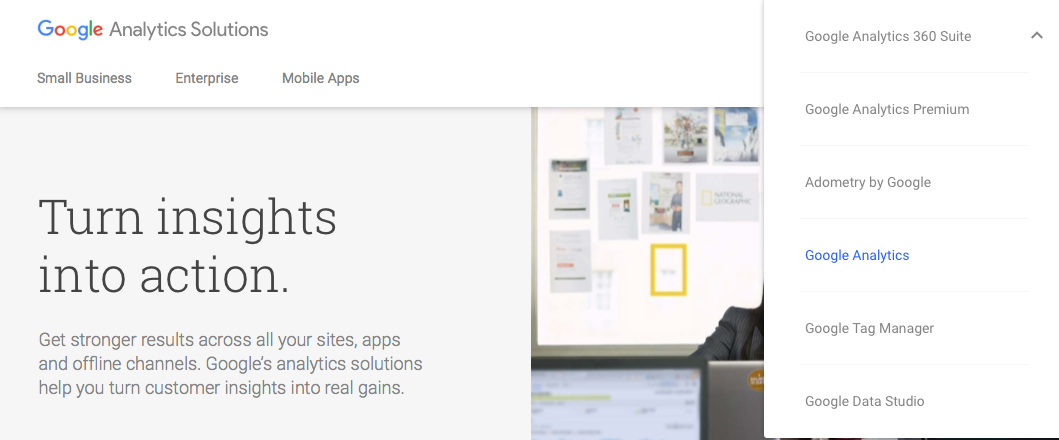 Google Analytics Solutions
Small Business Enterprise Mobile Apps
Turn insights
into action.
Get stronger results across all your sites, apps
and offline channels. Google's analytics solutions
help you turn customer insights into real gains.
NATIONAL
GEOGRAPHIC
Google Analytics 360 Suite
Google Analytics Premium
Adometry by Google
Google Analytics
Google Tag Manager
Google Data Studio